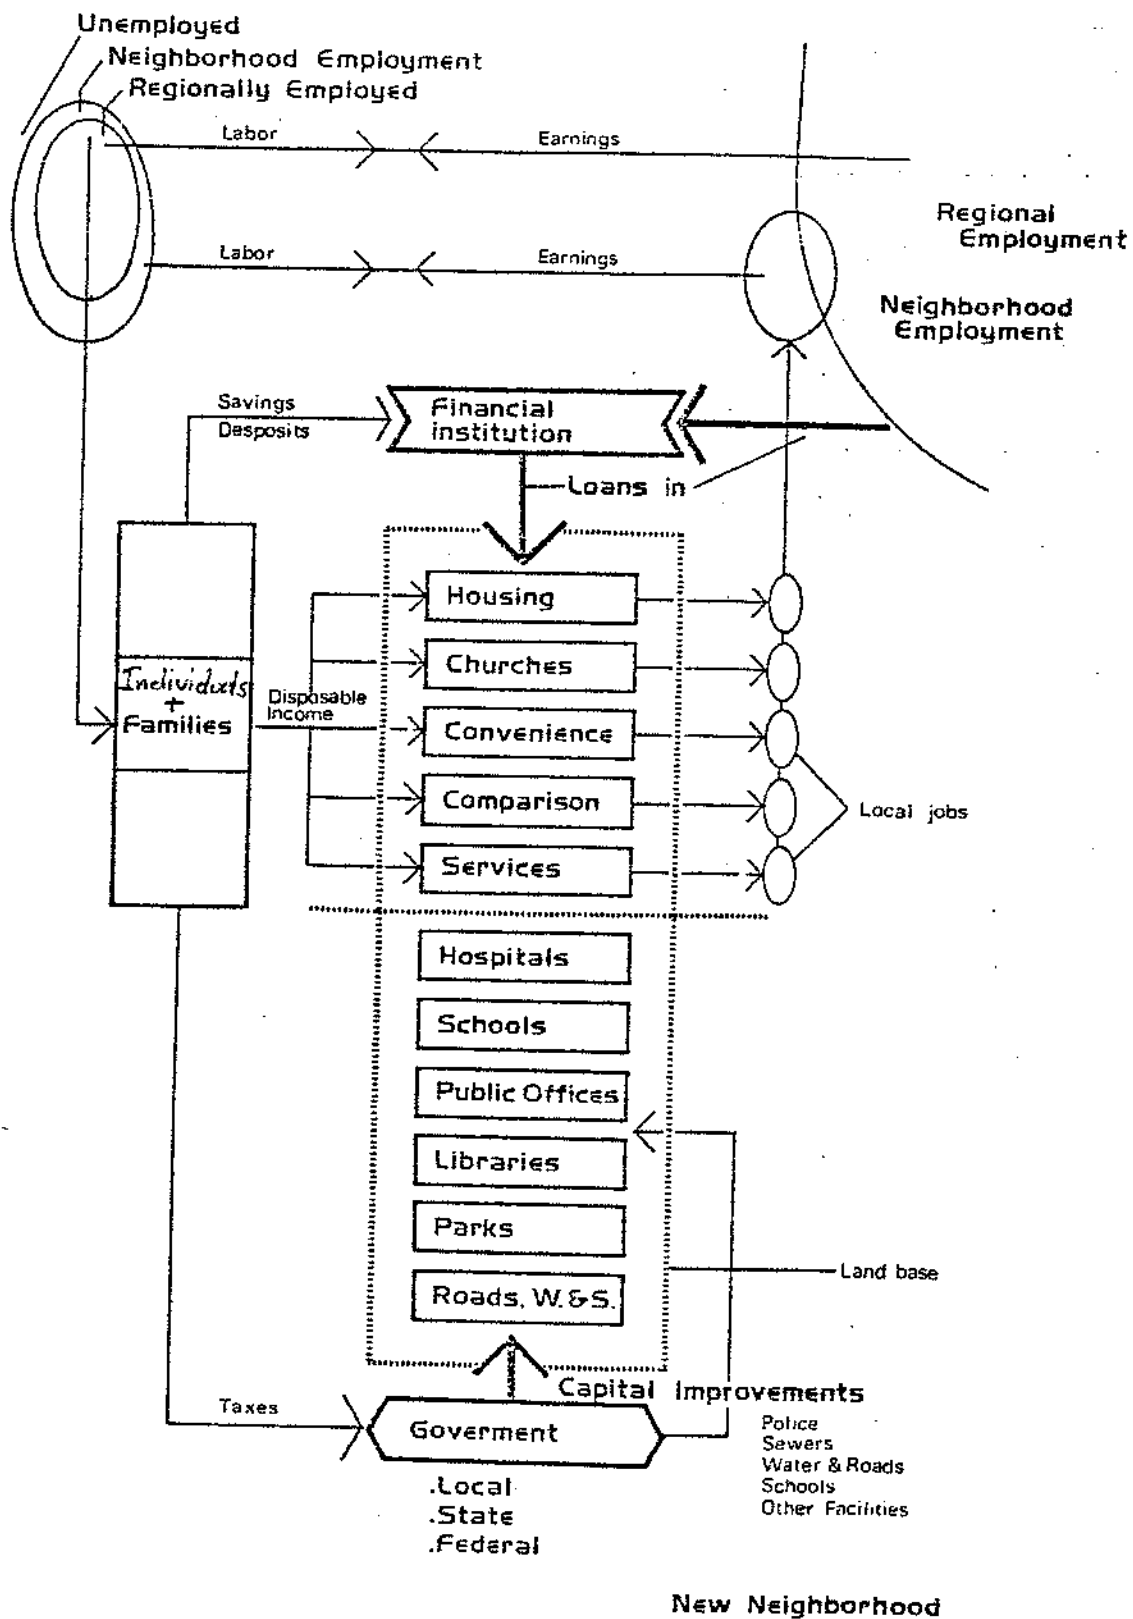 Unemployed
Neighborhood Employment
Regionally Employed
Labor
Earnings
Regional
Employment
Labor
Earnings
Neighborhood
Employment
Savings
Desposits
Financial
institution
Loans in
Housing
Churches
Individuals
+
Families
Disposable
Income
Convenience
Comparison
Local jobs
Services
Hospitals
Schools
Public Offices
Libraries
Parks
Land base
Roads, W. & S.
Capital Improvements
Taxes
Goverment
Police
Sewers
Water & Roads
Schools
Other Facilities
.Local
.State
.Federal
New Neighborhood